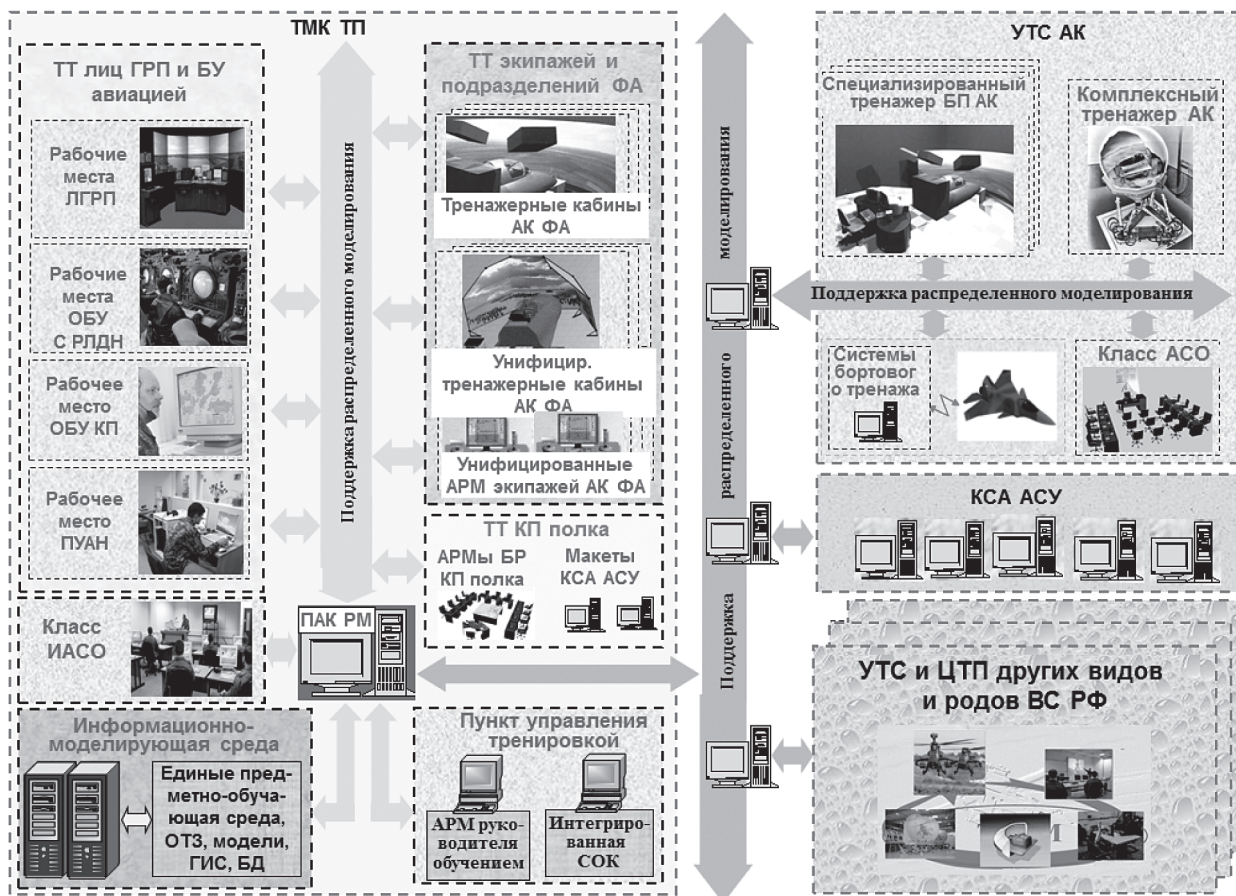 ТМК ТП
ТТ лиц ГРП и БУ
авиацией
Рабочие
места
ЛГРП
Рабочие
места
ОБУ
С РЛДН
Рабочее
место
ОБУ КП
Рабочее
место
ПУАН
Класс
ИАСО
Информационно-
моделирующая среда
Единые пред-
метно-обуча-
ющая среда,
ОТЗ, модели,
ГИС, БД
Поддержка распределенного моделирования
ПАК РМ
ТТ экипажей и
подразделений ФА
Тренажерные кабины
АК ФА
Унифицир.
тренажерные кабины
АК ФА
Унифицированные
АРМ экипажей АК ФА
ТТ КП полка
АРМы БР
КП полка
Макеты
КСА АСУ
Пункт управления
тренировкой
АРМ руко-
водителя
обучением
Интегриро-
ванная
СОК
Поддержка распределенного моделирования
УТС АК
Специализированный
тренажер БП АК
Комплексный
тренажер АК
Поддержка распределенного моделирования
Системы
бортовог
о тренажа
Класс АСО
КСА АСУ
УТС и ЦТП других видов
и родов ВС РФ